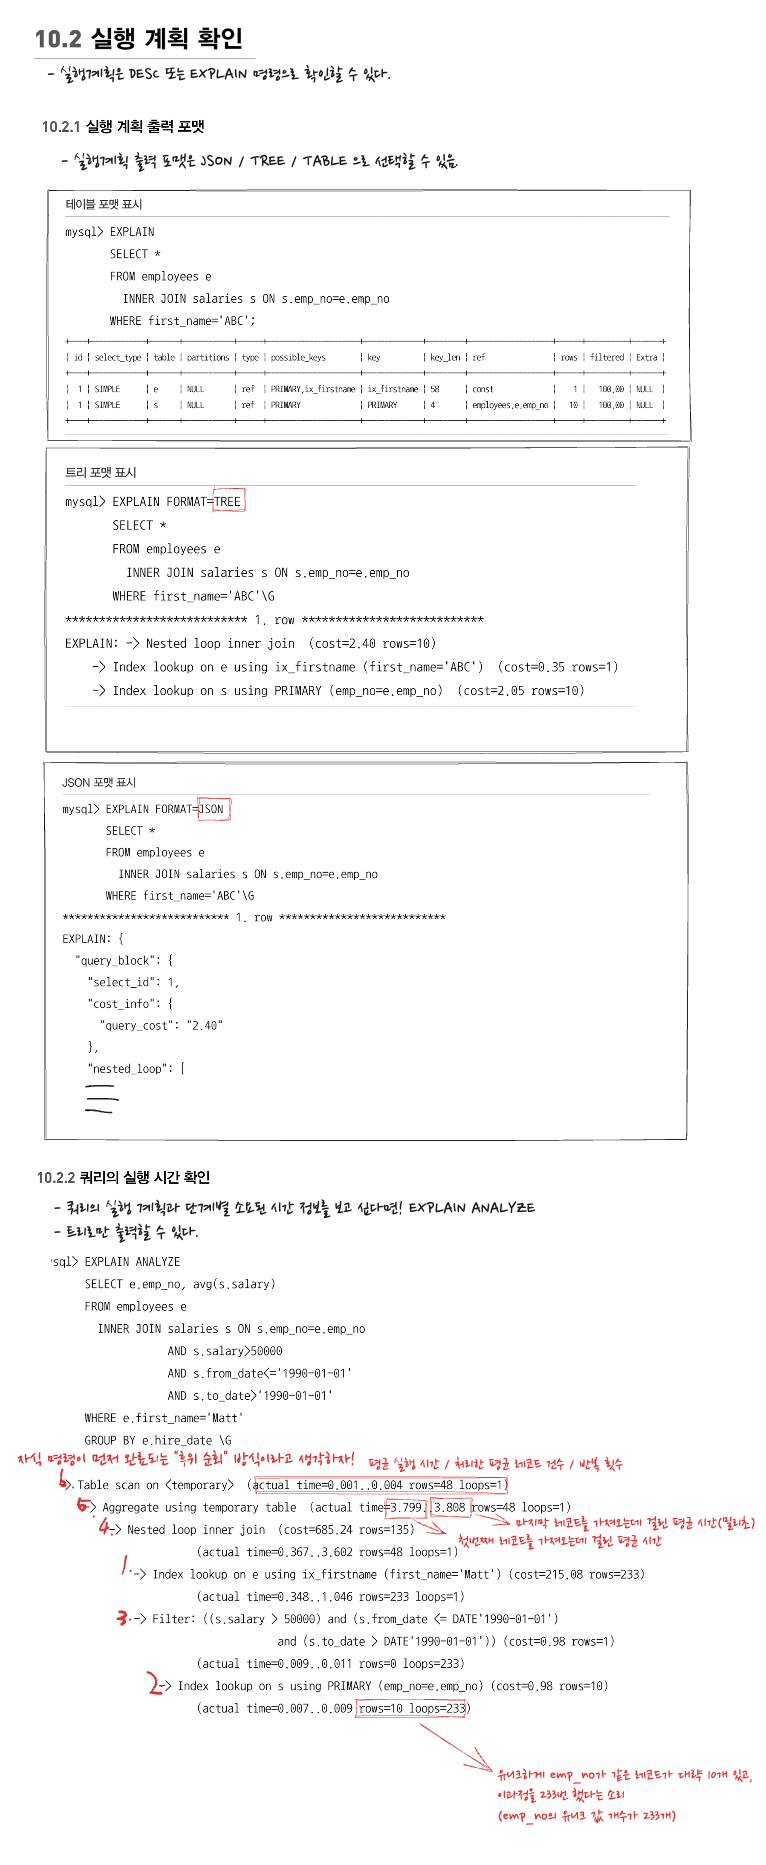 10.2 실행 계획 확인
- 실행계획은 DESC 또는 EXPLAIN 명령으로 확인할 수 있다.
10.2.1 실행 계획 출력 포맷
- 실행계획 출력 포맷은 JSON / TREE / TABLE 으로 선택할 수 있음.
테이블 포맷 표시
mysql> EXPLAIN
SELECT *
FROM employees e
INNER JOIN salaries s ON s.emp_no=e.emp_no
WHERE first_name='ABC';
| id | select_type | table | partitions | type | possible_keys | key | key_len | ref | rows | filtered | Extra |
| 1 | SIMPLE | e | NULL | ref | PRIMARY,ix_firstname | ix_firstname | 58 | const | 1 | 100.00 | NULL |
| 1 | SIMPLE | s | NULL | ref | PRIMARY | PRIMARY | 4 | employees.e.emp_no | 10 | 100.00 | NULL |
트리 포맷 표시
mysql> EXPLAIN FORMAT=TREE
SELECT *
FROM employees e
INNER JOIN salaries s ON s.emp_no=e.emp_no
WHERE first_name='ABC'\G
*************************** 1. row ***************************
EXPLAIN: -> Nested loop inner join (cost=2.40 rows=10)
-> Index lookup on e using ix_firstname (first_name='ABC') (cost=0.35 rows=1)
-> Index lookup on s using PRIMARY (emp_no=e.emp_no) (cost=2.05 rows=10)
JSON 포맷 표시
mysql> EXPLAIN FORMAT=JSON
SELECT *
FROM employees e
INNER JOIN salaries s ON s.emp_no=e.emp_no
WHERE first_name='ABC'\G
*************************** 1. row ***************************
EXPLAIN: {
"query_block": {
"select_id": 1,
"cost_info": {
"query_cost": "2.40"
},
"nested_loop": [
10.2.2 쿼리의 실행 시간 확인
- 쿼리의 실행 계획과 단계별 소요된 시간 정보를 보고 싶다면! EXPLAIN ANALYZE
- 트리로만 출력할 수 있다.
sql> EXPLAIN ANALYZE
SELECT e.emp_no, avg(s.salary)
FROM employees e
INNER JOIN salaries s ON s.emp_no=e.emp_no
AND s.salary>50000
AND s.from_date<='1990-01-01'
AND s.to_date>'1990-01-01'
WHERE e.first_name='Matt'
GROUP BY e.hire_date \G
자식 명령이 먼저 완료되는 "후위 순회" 방식이라고 생각하자!
평균 실행 시간 / 처리한 평균 레코드 건수 / 반복 횟수
6. -> Table scan on <temporary> (actual time=0.001..0.004 rows=48 loops=1)
5. -> Aggregate using temporary table (actual time=3.799..3.808 rows=48 loops=1)
마지막 레코드를 가져오는데 걸린 평균 시간(밀리초)
4. -> Nested loop inner join (cost=685.24 rows=135)
첫번째 레코드를 가져오는데 걸린 평균 시간
(actual time=0.367..3.602 rows=48 loops=1)
1. -> Index lookup on e using ix_firstname (first_name='Matt') (cost=215.08 rows=233)
(actual time=0.348..1.046 rows=233 loops=1)
3. -> Filter: ((s.salary > 50000) and (s.from_date <= DATE'1990-01-01')
and (s.to_date > DATE'1990-01-01')) (cost=0.98 rows=1)
(actual time=0.009..0.011 rows=0 loops=233)
2 -> Index lookup on s using PRIMARY (emp_no=e.emp_no) (cost=0.98 rows=10)
(actual time=0.007..0.009 rows=10 loops=233)
유니크하게 emp_no가 같은 레코드가 대략 10개 있고,
이과정을 233번 했다는 소리
(emp_no의 유니크 값 개수가 233개)